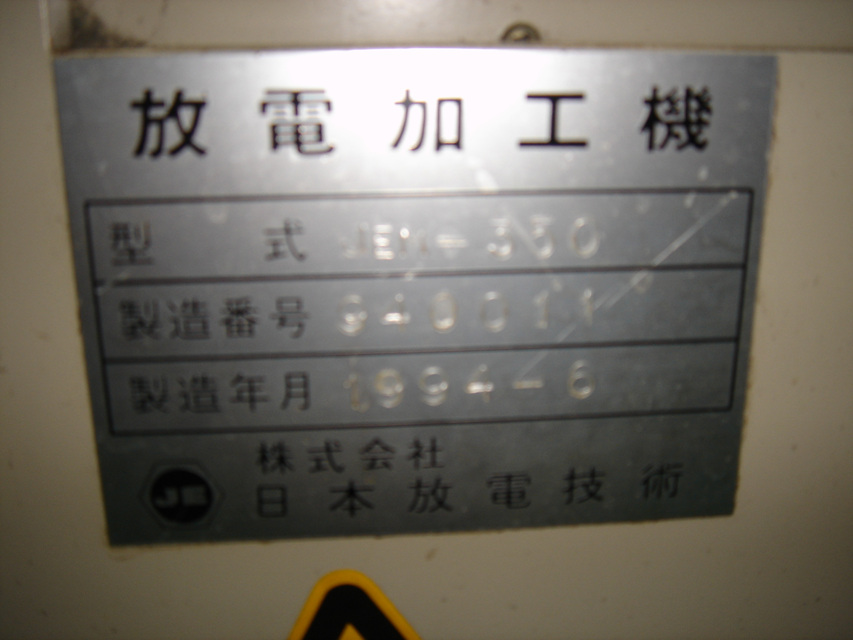 放電加工機
型式 JEM-350
製造番号 940011
製造年月 1994-6
株式会社
日本放電技術